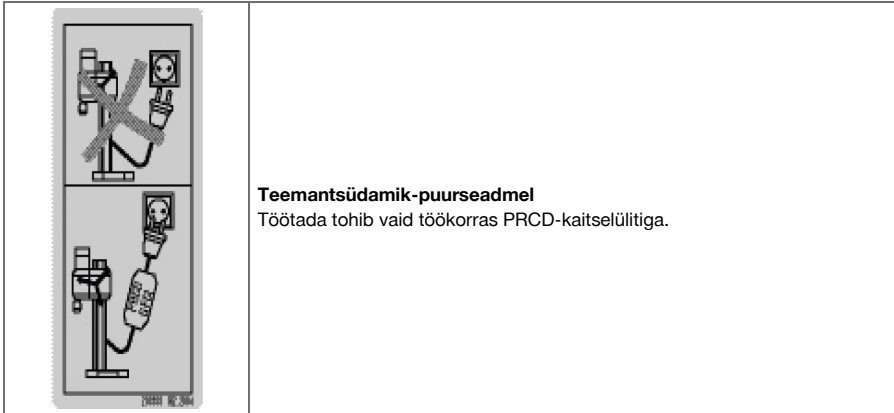 Teemantsüdamik-puurseadmel
Töötada tohib vaid töökorras PRCD-kaitselülitiga.